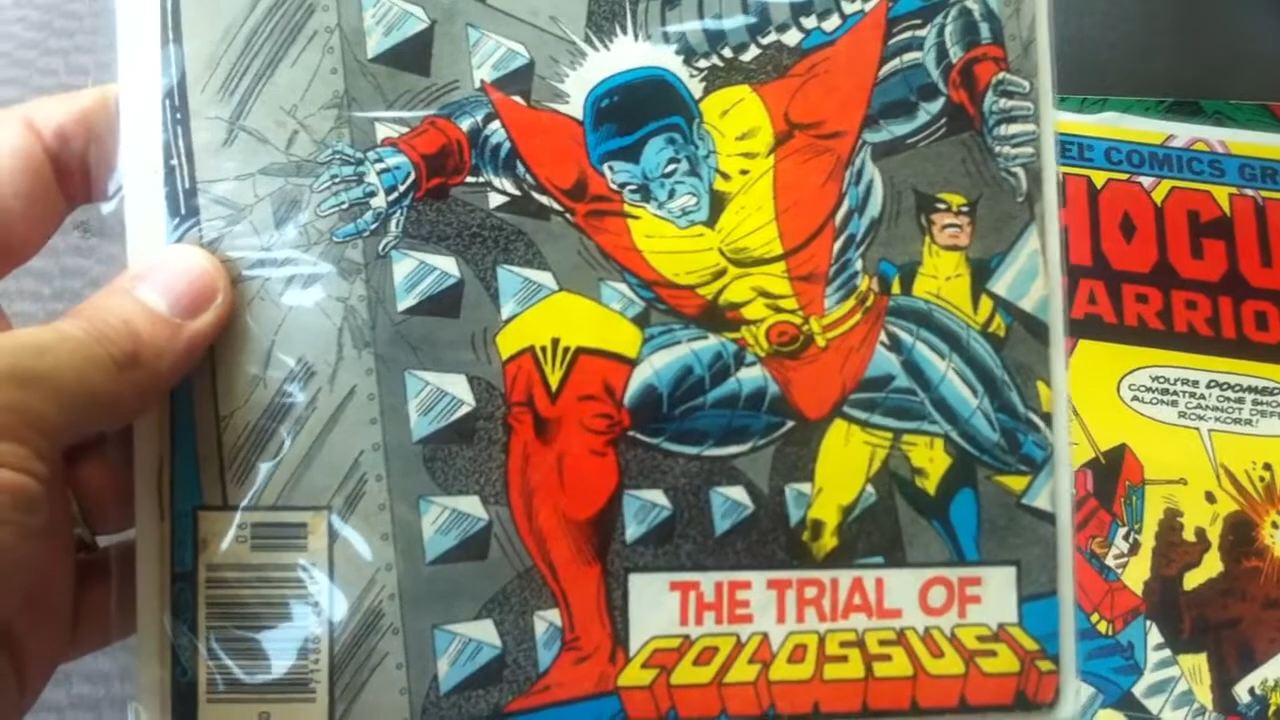 THE TRIAL OF
COLOSSUS!
EL COMICS GR
HOGU
ARRIO
YOU'RE DOOMED
COMBATRA! ONE SHO
ALONE CANNOT DEF
ROK-KORR!
06